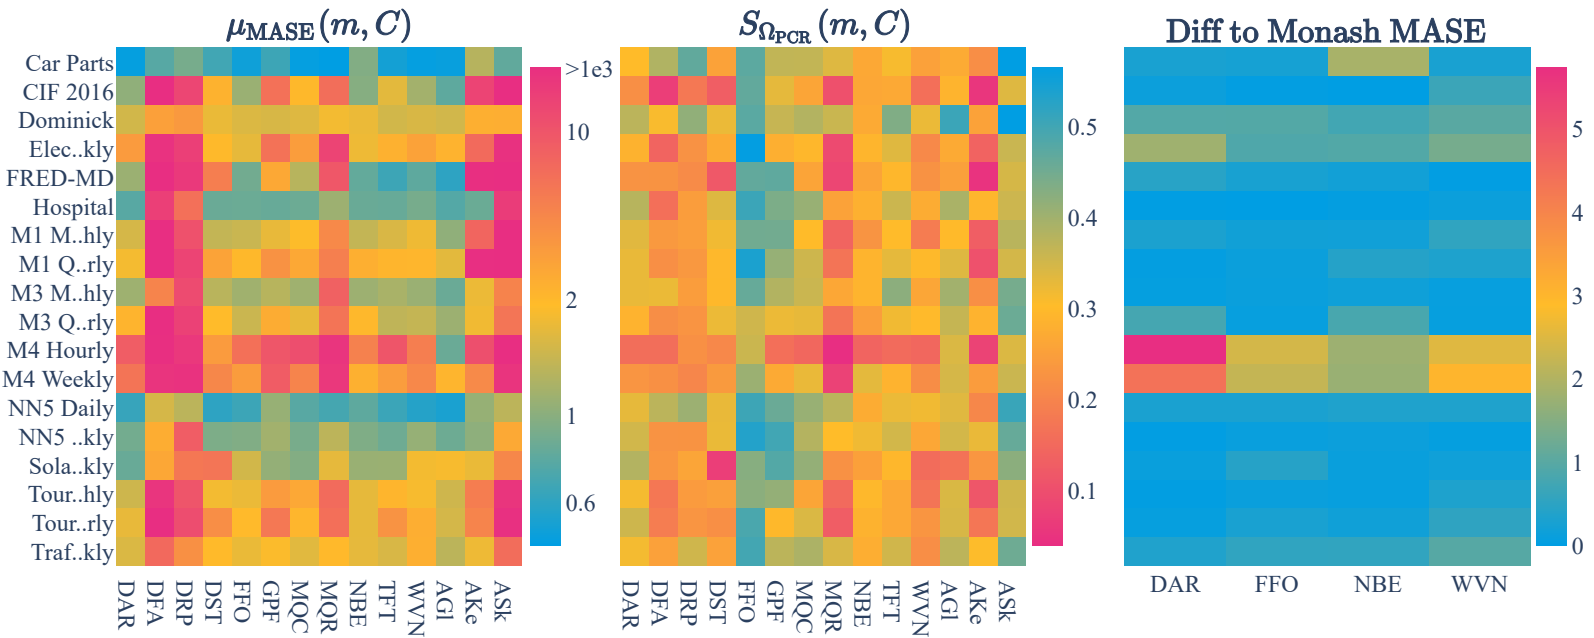 μ_MASE (m, C)
S_Ω_PCR (m, C)
Diff to Monash MASE
Car Parts
CIF 2016
Dominick
Elec..kly
FRED-MD
Hospital
M1 M..hly
M1 Q..rly
M3 M..hly
M3 Q..rly
M4 Hourly
M4 Weekly
NN5 Daily
NN5 ..kly
Sola..kly
Tour..hly
Tour..rly
Traf..kly
DAR DFA DRP DST FFO GPF MQC MQR NBE TFT WVN AGl AKe ASk
>1e3
10
2
1
0.6
DAR DFA DRP DST FFO GPF MQC MQR NBE TFT WVN AGl AKe ASk
0.5
0.4
0.3
0.2
0.1
DAR FFO NBE WVN
5
4
3
2
1
0